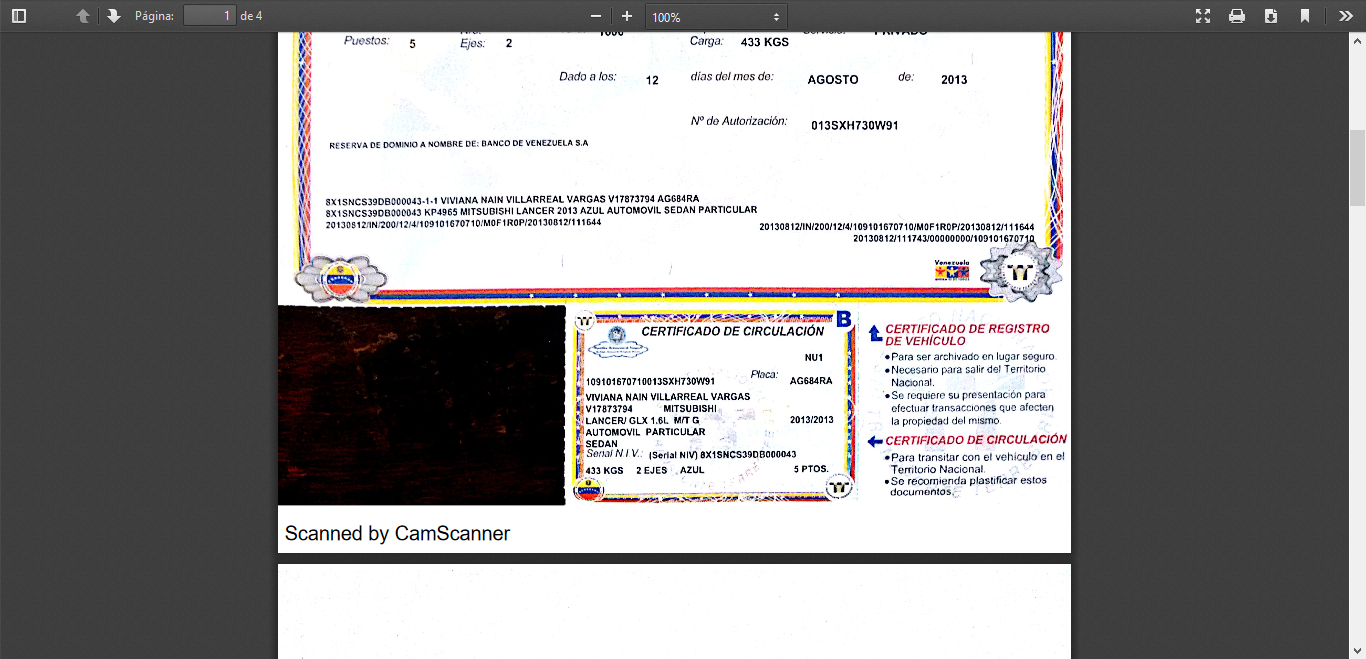 Página: 1 de 4
100%
Puestos: 5 Ejes: 2 Carga: 433 KGS
Dado a los: 12 días del mes de: AGOSTO de: 2013
Nº de Autorización: 013SXH730W91
RESERVA DE DOMINIO A NOMBRE DE: BANCO DE VENEZUELA S.A
8X1SNCS39DB000043-1-1 VIVIANA NAIN VILLARREAL VARGAS V17873794 AG684RA
8X1SNCS39DB000043 KP4965 MITSUBISHI LANCER 2013 AZUL AUTOMOVIL SEDAN PARTICULAR
20130812/IN/200/12/4/109101670710/M0F1R0P/20130812/111644
20130812/IN/200/12/4/109101670710/M0F1R0P/20130812/111644
20130812/111743/00000000/109101670710
Venezuela
CERTIFICADO DE CIRCULACIÓN
B
NU1
Placa:
109101670710013SXH730W91 AG684RA
VIVIANA NAIN VILLARREAL VARGAS
V17873794 MITSUBISHI
LANCER/ GLX 1.6L M/T G 2013/2013
AUTOMOVIL PARTICULAR
SEDAN
Serial N.I.V.: (Serial NIV) 8X1SNCS39DB000043
433 KGS 2 EJES AZUL 5 PTOS.
CERTIFICADO DE REGISTRO
DE VEHÍCULO
•Para ser archivado en lugar seguro.
•Necesario para salir del Territorio
Nacional.
•Se requiere su presentación para
efectuar transacciones que afecten
la propiedad del mismo.
CERTIFICADO DE CIRCULACIÓN
•Para transitar con el vehículo en el
Territorio Nacional.
•Se recomienda plastificar estos
documentos.
Scanned by CamScanner